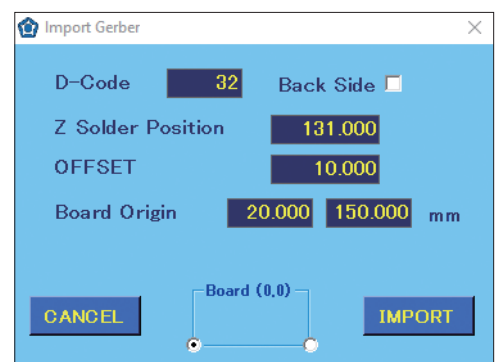 Import Gerber
D-Code 32 Back Side
Z Solder Position 131.000
OFFSET 10.000
Board Origin 20.000 150.000 mm
Board (0,0)
CANCEL IMPORT